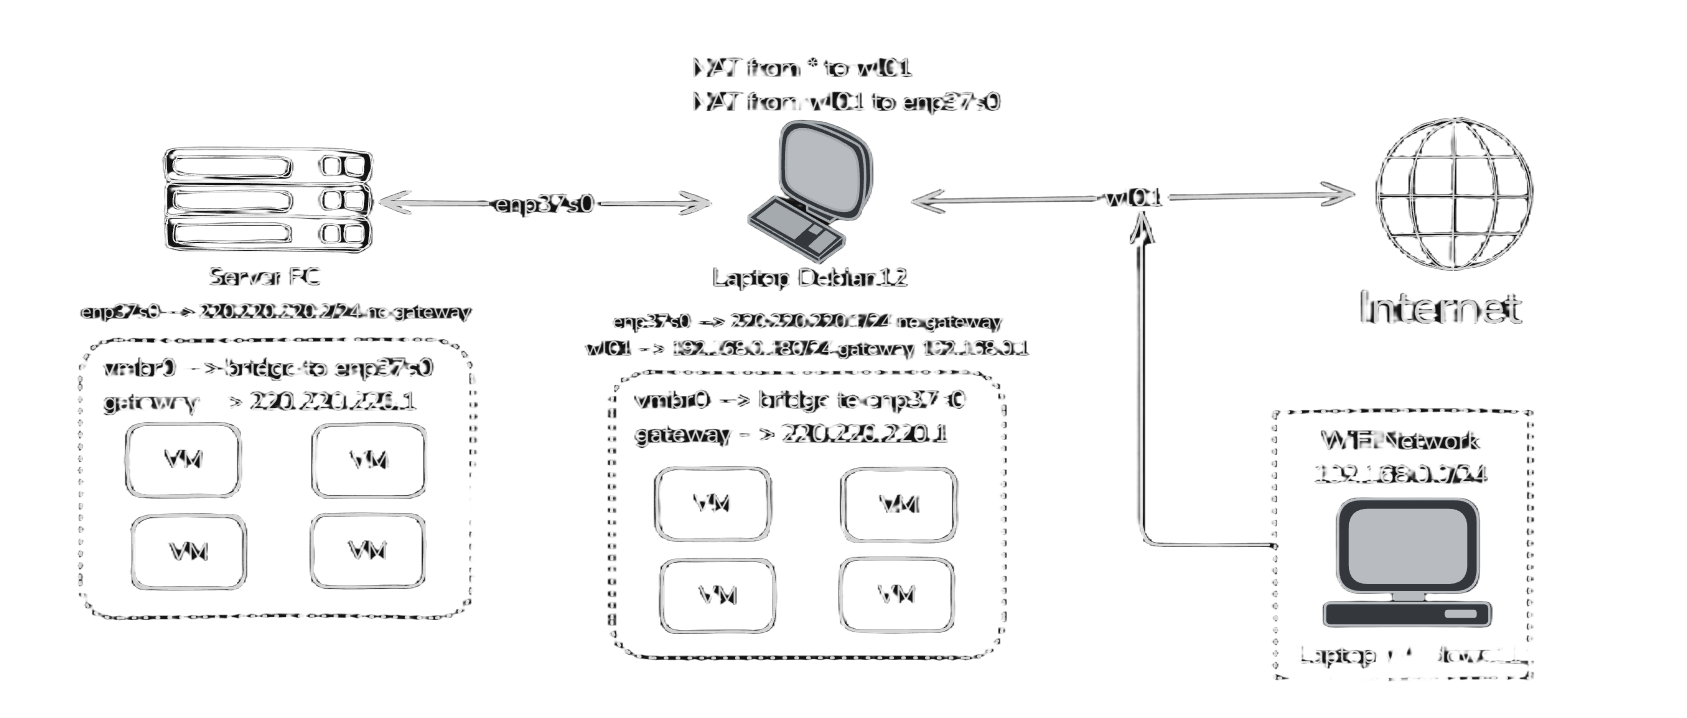 NAT from * to wl01
NAT from wl01 to enp37s0
enp37s0
wl01
Server PC
enp37s0 --> 220.220.220.2/24 no gateway
vmbr0 --> bridge to enp37s0
gateway --> 220.220.220.1
VM
VM
VM
VM
Laptop Debian12
enp37s0 --> 220.220.220.1/24 no gateway
wl01 --> 192.168.0.180/24 gateway 192.168.0.1
vmbr0 --> bridge to enp37s0
gateway --> 220.220.220.1
VM
VM
VM
VM
Internet
WIFI Network
192.168.0.0/24
Laptop